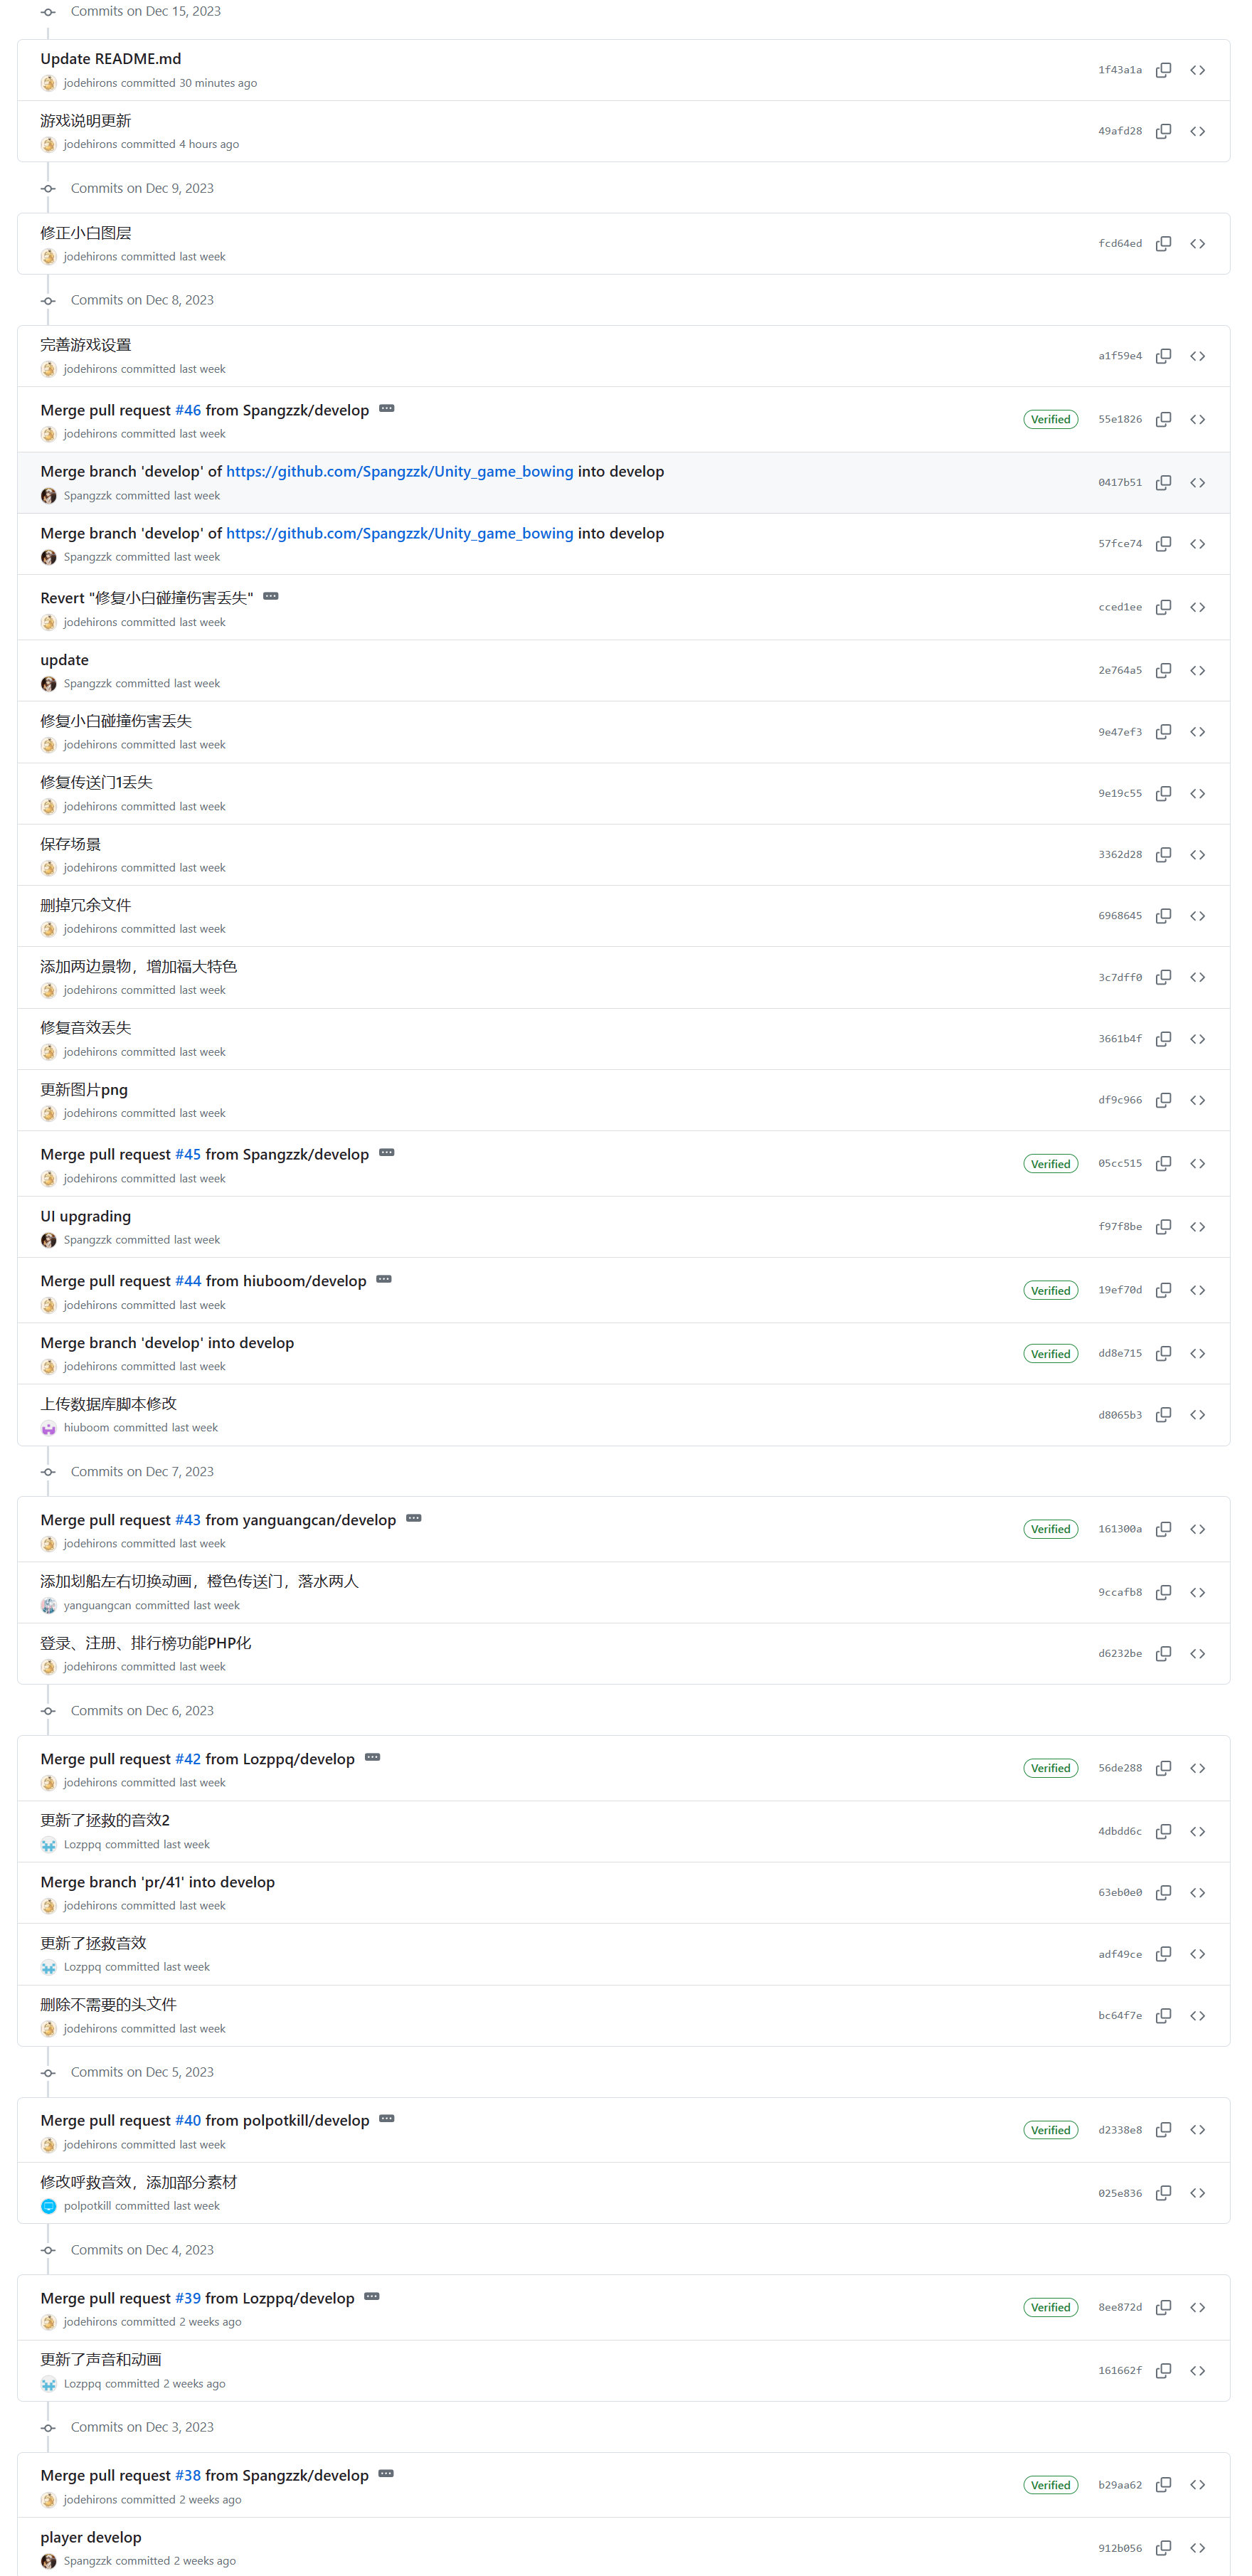 Commits on Dec 15, 2023
Update README.md
jodehirons committed 30 minutes ago
1f43a1a
游戏说明更新
jodehirons committed 4 hours ago
49afd28
Commits on Dec 9, 2023
修正小白图层
jodehirons committed last week
fcd64ed
Commits on Dec 8, 2023
完善游戏设置
jodehirons committed last week
a1f59e4
Merge pull request #46 from Spangzzk/develop
jodehirons committed last week
Verified
55e1826
Merge branch 'develop' of https://github.com/Spangzzk/Unity_game_bowing into develop
Spangzzk committed last week
0417b51
Merge branch 'develop' of https://github.com/Spangzzk/Unity_game_bowing into develop
Spangzzk committed last week
57fce74
Revert "修复小白碰撞伤害丢失"
jodehirons committed last week
cced1ee
update
Spangzzk committed last week
2e764a5
修复小白碰撞伤害丢失
jodehirons committed last week
9e47ef3
修复传送门1丢失
jodehirons committed last week
9e19c55
保存场景
jodehirons committed last week
3362d28
删掉冗余文件
jodehirons committed last week
6968645
添加两边景物，增加福大特色
jodehirons committed last week
3c7dff0
修复音效丢失
jodehirons committed last week
3661b4f
更新图片png
jodehirons committed last week
df9c966
Merge pull request #45 from Spangzzk/develop
jodehirons committed last week
Verified
05cc515
UI upgrading
Spangzzk committed last week
f97f8be
Merge pull request #44 from hiuboom/develop
jodehirons committed last week
Verified
19ef70d
Merge branch 'develop' into develop
jodehirons committed last week
Verified
dd8e715
上传数据库脚本修改
hiuboom committed last week
d8065b3
Commits on Dec 7, 2023
Merge pull request #43 from yanguangcan/develop
jodehirons committed last week
Verified
161300a
添加划船左右切换动画，橙色传送门，落水两人
yanguangcan committed last week
9ccafb8
登录、注册、排行榜功能PHP化
jodehirons committed last week
d6232be
Commits on Dec 6, 2023
Merge pull request #42 from Lozppq/develop
jodehirons committed last week
Verified
56de288
更新了拯救的音效2
Lozppq committed last week
4dbdd6c
Merge branch 'pr/41' into develop
jodehirons committed last week
63eb0e0
更新了拯救音效
Lozppq committed last week
adf49ce
删除不需要的头文件
jodehirons committed last week
bc64f7e
Commits on Dec 5, 2023
Merge pull request #40 from polpotkill/develop
jodehirons committed last week
Verified
d2338e8
修改呼救音效，添加部分素材
polpotkill committed last week
025e836
Commits on Dec 4, 2023
Merge pull request #39 from Lozppq/develop
jodehirons committed 2 weeks ago
Verified
8ee872d
更新了声音和动画
Lozppq committed 2 weeks ago
161662f
Commits on Dec 3, 2023
Merge pull request #38 from Spangzzk/develop
jodehirons committed 2 weeks ago
Verified
b29aa62
player develop
Spangzzk committed 2 weeks ago
912b056